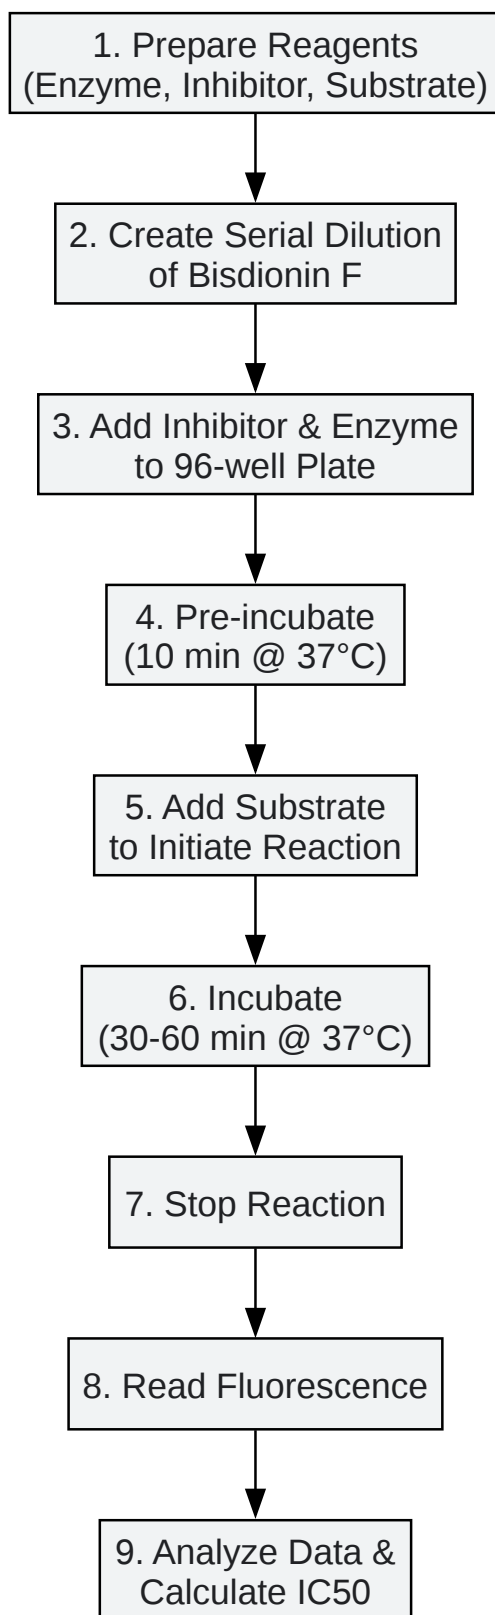 1. Prepare Reagents
(Enzyme, Inhibitor, Substrate)
2. Create Serial Dilution
of Bisdionin F
3. Add Inhibitor & Enzyme
to 96-well Plate
4. Pre-incubate
(10 min @ 37°C)
5. Add Substrate
to Initiate Reaction
6. Incubate
(30-60 min @ 37°C)
7. Stop Reaction
8. Read Fluorescence
9. Analyze Data &
Calculate IC50